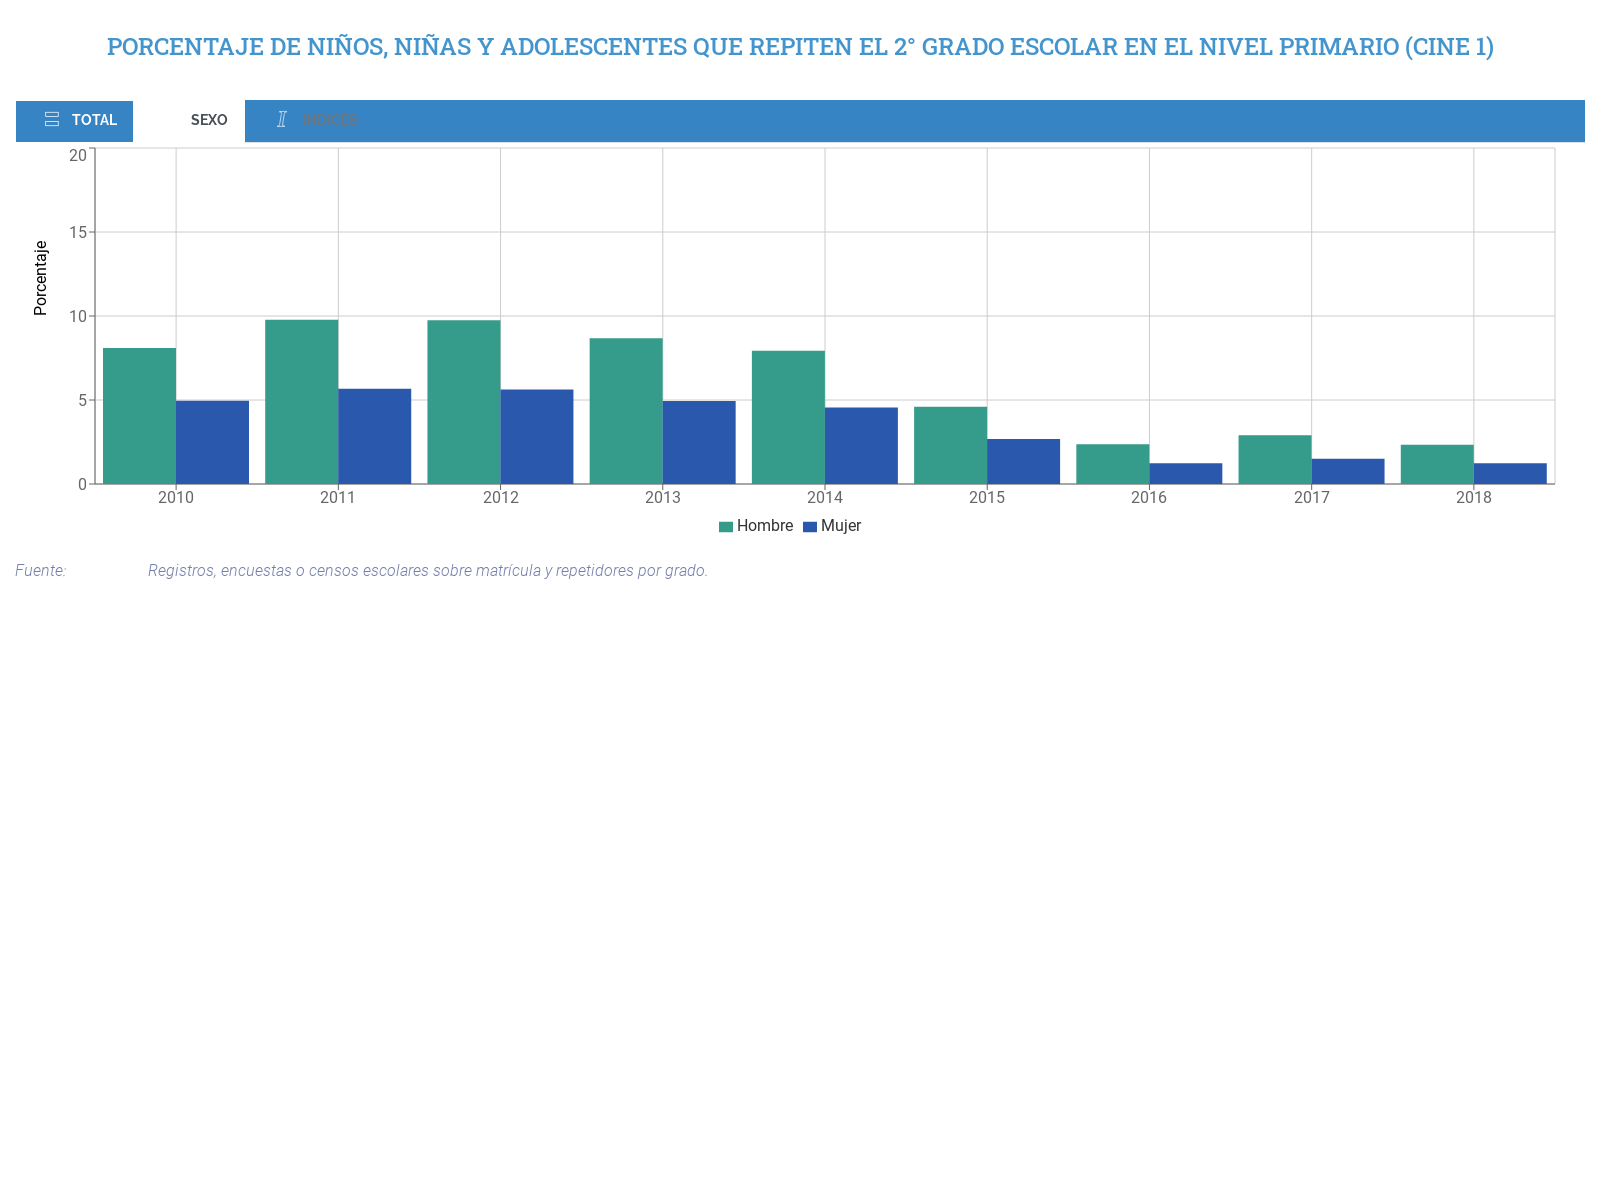 PORCENTAJE DE NIÑOS, NIÑAS Y ADOLESCENTES QUE REPITEN EL 2° GRADO ESCOLAR EN EL NIVEL PRIMARIO (CINE 1)
TOTAL SEXO INDICES
20
15
10
5
0
Porcentaje
2010 2011 2012 2013 2014 2015 2016 2017 2018
Hombre Mujer
Fuente: Registros, encuestas o censos escolares sobre matrícula y repetidores por grado.